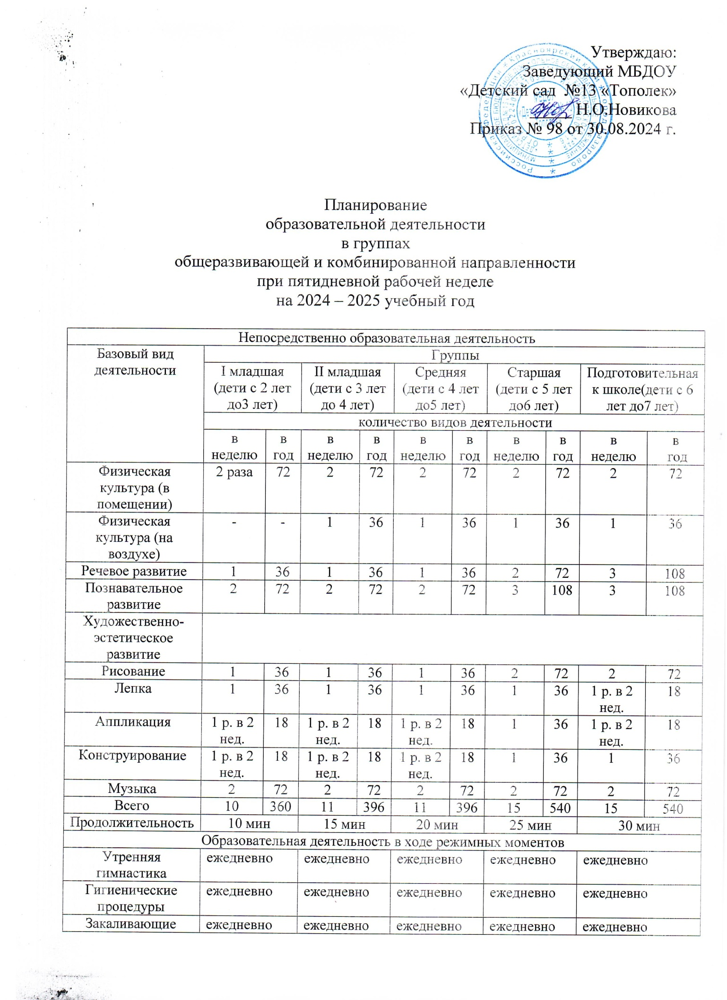 Утверждаю:
Заведующий МБДОУ
«Детский сад №13 «Тополек»
Н.О.Новикова
Приказ № 98 от 30.08.2024 г.
Планирование
образовательной деятельности
в группах
общеразвивающей и комбинированной направленности
при пятидневной рабочей неделе
на 2024 – 2025 учебный год
Непосредственно образовательная деятельность
Базовый вид деятельности Группы
I младшая (дети с 2 лет до3 лет) II младшая (дети с 3 лет до 4 лет) Средняя (дети с 4 лет до5 лет) Старшая (дети с 5 лет до6 лет) Подготовительная к школе(дети с 6 лет до7 лет)
количество видов деятельности
в неделю в год в неделю в год в неделю в год в неделю в год в неделю в год
Физическая культура (в помещении) 2 раза 72 2 72 2 72 2 72 2 72
Физическая культура (на воздухе) - - 1 36 1 36 1 36 1 36
Речевое развитие 1 36 1 36 1 36 2 72 3 108
Познавательное развитие 2 72 2 72 2 72 3 108 3 108
Художественно-эстетическое развитие
Рисование 1 36 1 36 1 36 2 72 2 72
Лепка 1 36 1 36 1 36 1 36 1 р. в 2 нед. 18
Аппликация 1 р. в 2 нед. 18 1 р. в 2 нед. 18 1 р. в 2 нед. 18 1 36 1 р. в 2 нед. 18
Конструирование 1 р. в 2 нед. 18 1 р. в 2 нед. 18 1 р. в 2 нед. 18 1 36 1 36
Музыка 2 72 2 72 2 72 2 72 2 72
Всего 10 360 11 396 11 396 15 540 15 540
Продолжительность 10 мин 15 мин 20 мин 25 мин 30 мин
Образовательная деятельность в ходе режимных моментов
Утренняя гимнастика ежедневно ежедневно ежедневно ежедневно ежедневно
Гигиенические процедуры ежедневно ежедневно ежедневно ежедневно ежедневно
Закаливающие ежедневно ежедневно ежедневно ежедневно ежедневно